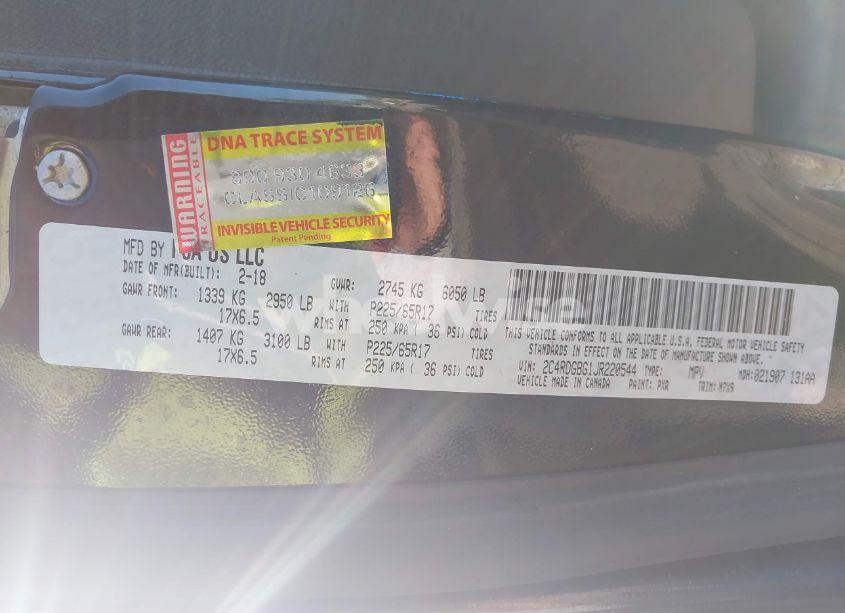 WARNING
TRACEABLE
DNA TRACE SYSTEM
800 930 4633
CLASSIC109126
INVISIBLE VEHICLE SECURITY
Patent Pending
MFD BY FCA US LLC
DATE OF MFR(BUILT): 2-18 GVWR: 2745 KG 6050 LB
GAWR FRONT: 1339 KG 2950 LB WITH P225/65R17 TIRES
17X6.5 RIMS AT 250 KPA ( 36 PSI) COLD
GAWR REAR: 1407 KG 3100 LB WITH P225/65R17 TIRES
17X6.5 RIMS AT 250 KPA ( 36 PSI) COLD
THIS VEHICLE CONFORMS TO ALL APPLICABLE U.S.A. FEDERAL MOTOR VEHICLE SAFETY
STANDARDS IN EFFECT ON THE DATE OF MANUFACTURE SHOWN ABOVE.
VIN: 2C4RDGBG1JR220544 TYPE: MPV MDH:021907 131AA
VEHICLE MADE IN CANADA PAINT: PXR TRIM: